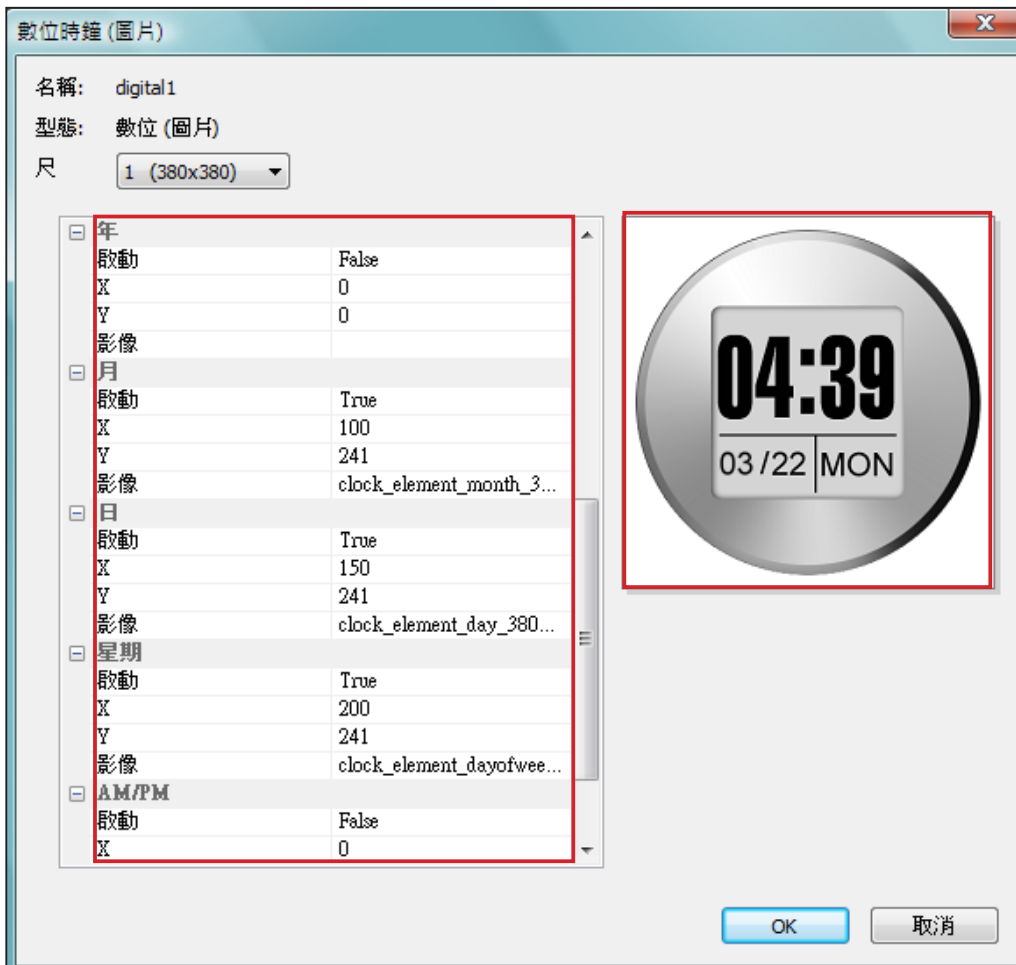 數位時鐘 (圖片)
名稱: digital1
型態: 數位 (圖片)
尺 1 (380x380)
年
啟動 False
X 0
Y 0
影像
月
啟動 True
X 100
Y 241
影像 clock_element_month_3...
日
啟動 True
X 150
Y 241
影像 clock_element_day_380...
星期
啟動 True
X 200
Y 241
影像 clock_element_dayofwee...
AM/PM
啟動 False
X 0
04:39
03/22 MON
OK 取消